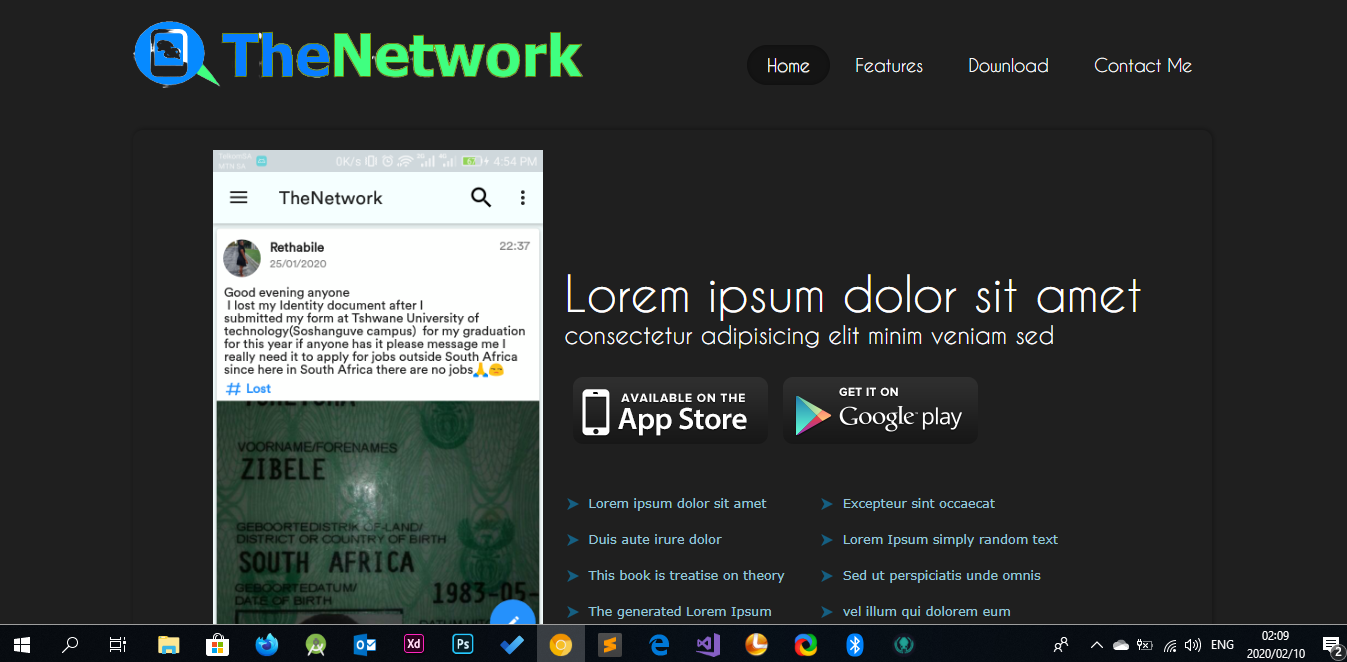 TheNetwork
Home
Features
Download
Contact Me
TelkomSA
MTN SA
0K/s
4:54 PM
TheNetwork
Rethabile
22:37
25/01/2020
Good evening anyone
I lost my Identity document after I
submitted my form at Tshwane University of
technology(Soshanguve campus) for my graduation
for this year if anyone has it please message me I
really need it to apply for jobs outside South Africa
since here in South Africa there are no jobs🙏😊
# Lost
VOORNAME/FORENAMES
ZIBELE
GEBOORTEDISTRIK OF-LAND/
DISTRICT OR COUNTRY OF BIRTH
SOUTH AFRICA
GEBOORTEDATUM/
DATE OF BIRTH
1983-05-
Lorem ipsum dolor sit amet
consectetur adipisicing elit minim veniam sed
AVAILABLE ON THE
App Store
GET IT ON
Google play
Lorem ipsum dolor sit amet
Duis aute irure dolor
This book is treatise on theory
The generated Lorem Ipsum
Excepteur sint occaecat
Lorem Ipsum simply random text
Sed ut perspiciatis unde omnis
vel illum qui dolorem eum
Xd
Ps
ENG
02:09
2020/02/10
2